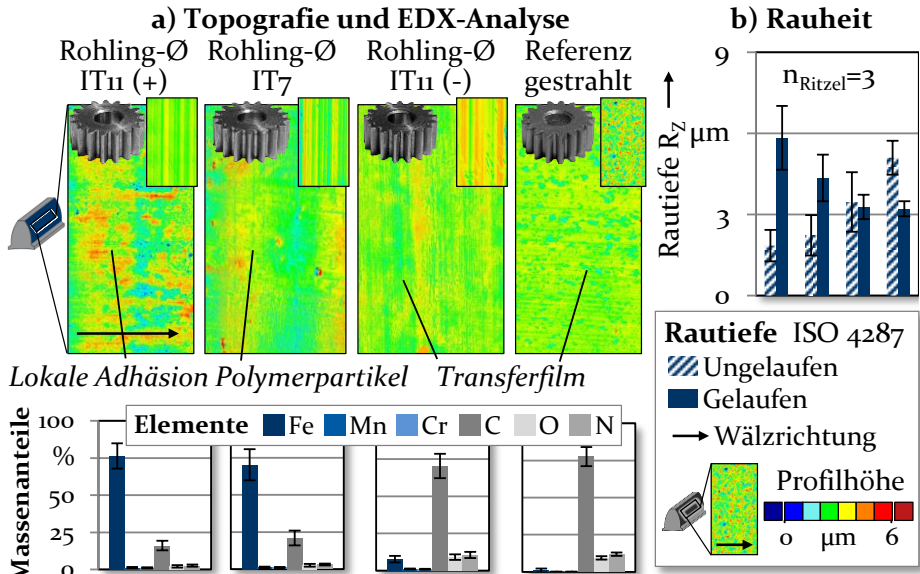 a) Topografie und EDX-Analyse
Rohling-Ø IT11 (+)
Rohling-Ø IT7
Rohling-Ø IT11 (-)
Referenz gestrahlt
Lokale Adhäsion Polymerpartikel Transferfilm
Massenanteile
100
%
50
25
0
Elemente Fe Mn Cr C O N
b) Rauheit
Rautiefe Rz
9
µm
3
0
nRitzel=3
Rautiefe ISO 4287
Ungelaufen
Gelaufen
Wälzrichtung
Profilhöhe
0 µm 6